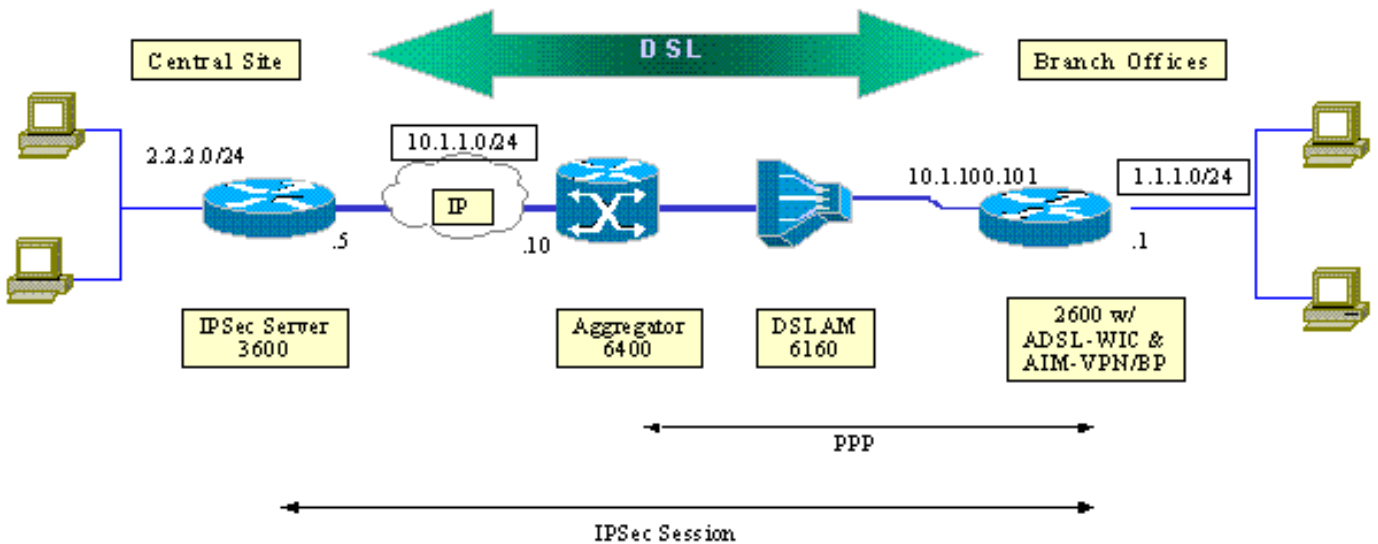 DSL
Central Site
Branch Offices
10.1.1.0/24
2.2.2.0/24
10.1.100.101
1.1.1.0/24
IP
.5
.10
.1
IPSec Server
3600
Aggregator
6400
DSLAM
6160
2600 w/
ADSL-WIC &
AIM-VPN/BP
PPP
IPSec Session